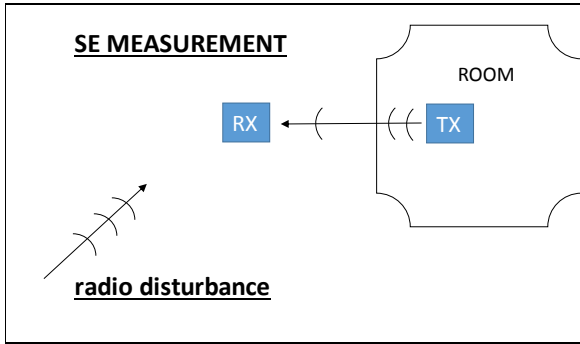 SE MEASUREMENT
ROOM
RX
TX
radio disturbance